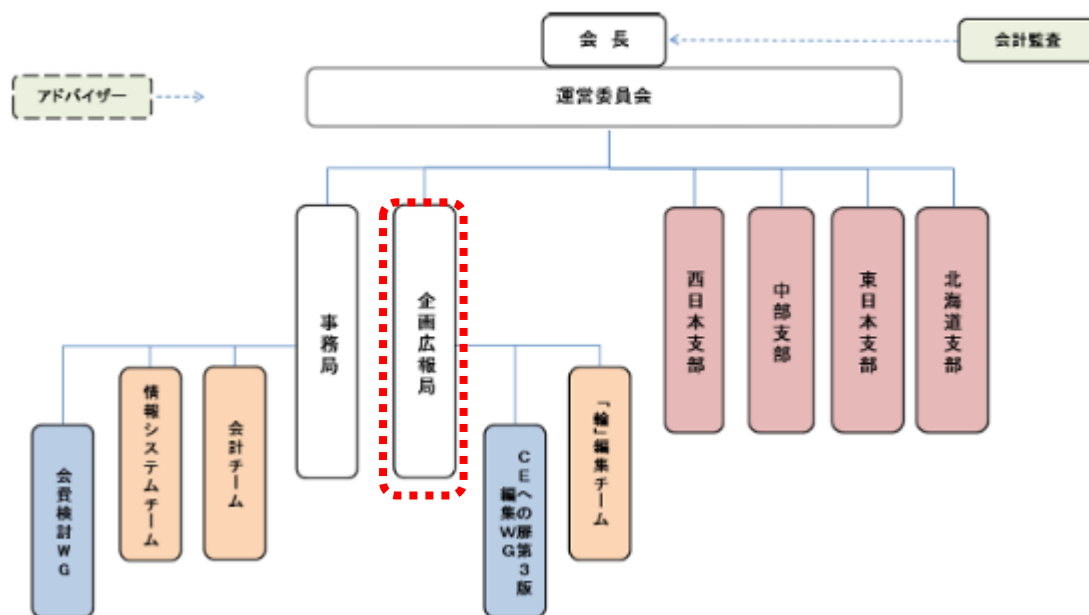 会長
会計監査
アドバイザー
運営委員会
事務局
企画広報局
西日本支部
中部支部
東日本支部
北海道支部
会費検討WG
情報システムチーム
会計チーム
CEへの扉第3版
編集WG
「輪」編集チーム